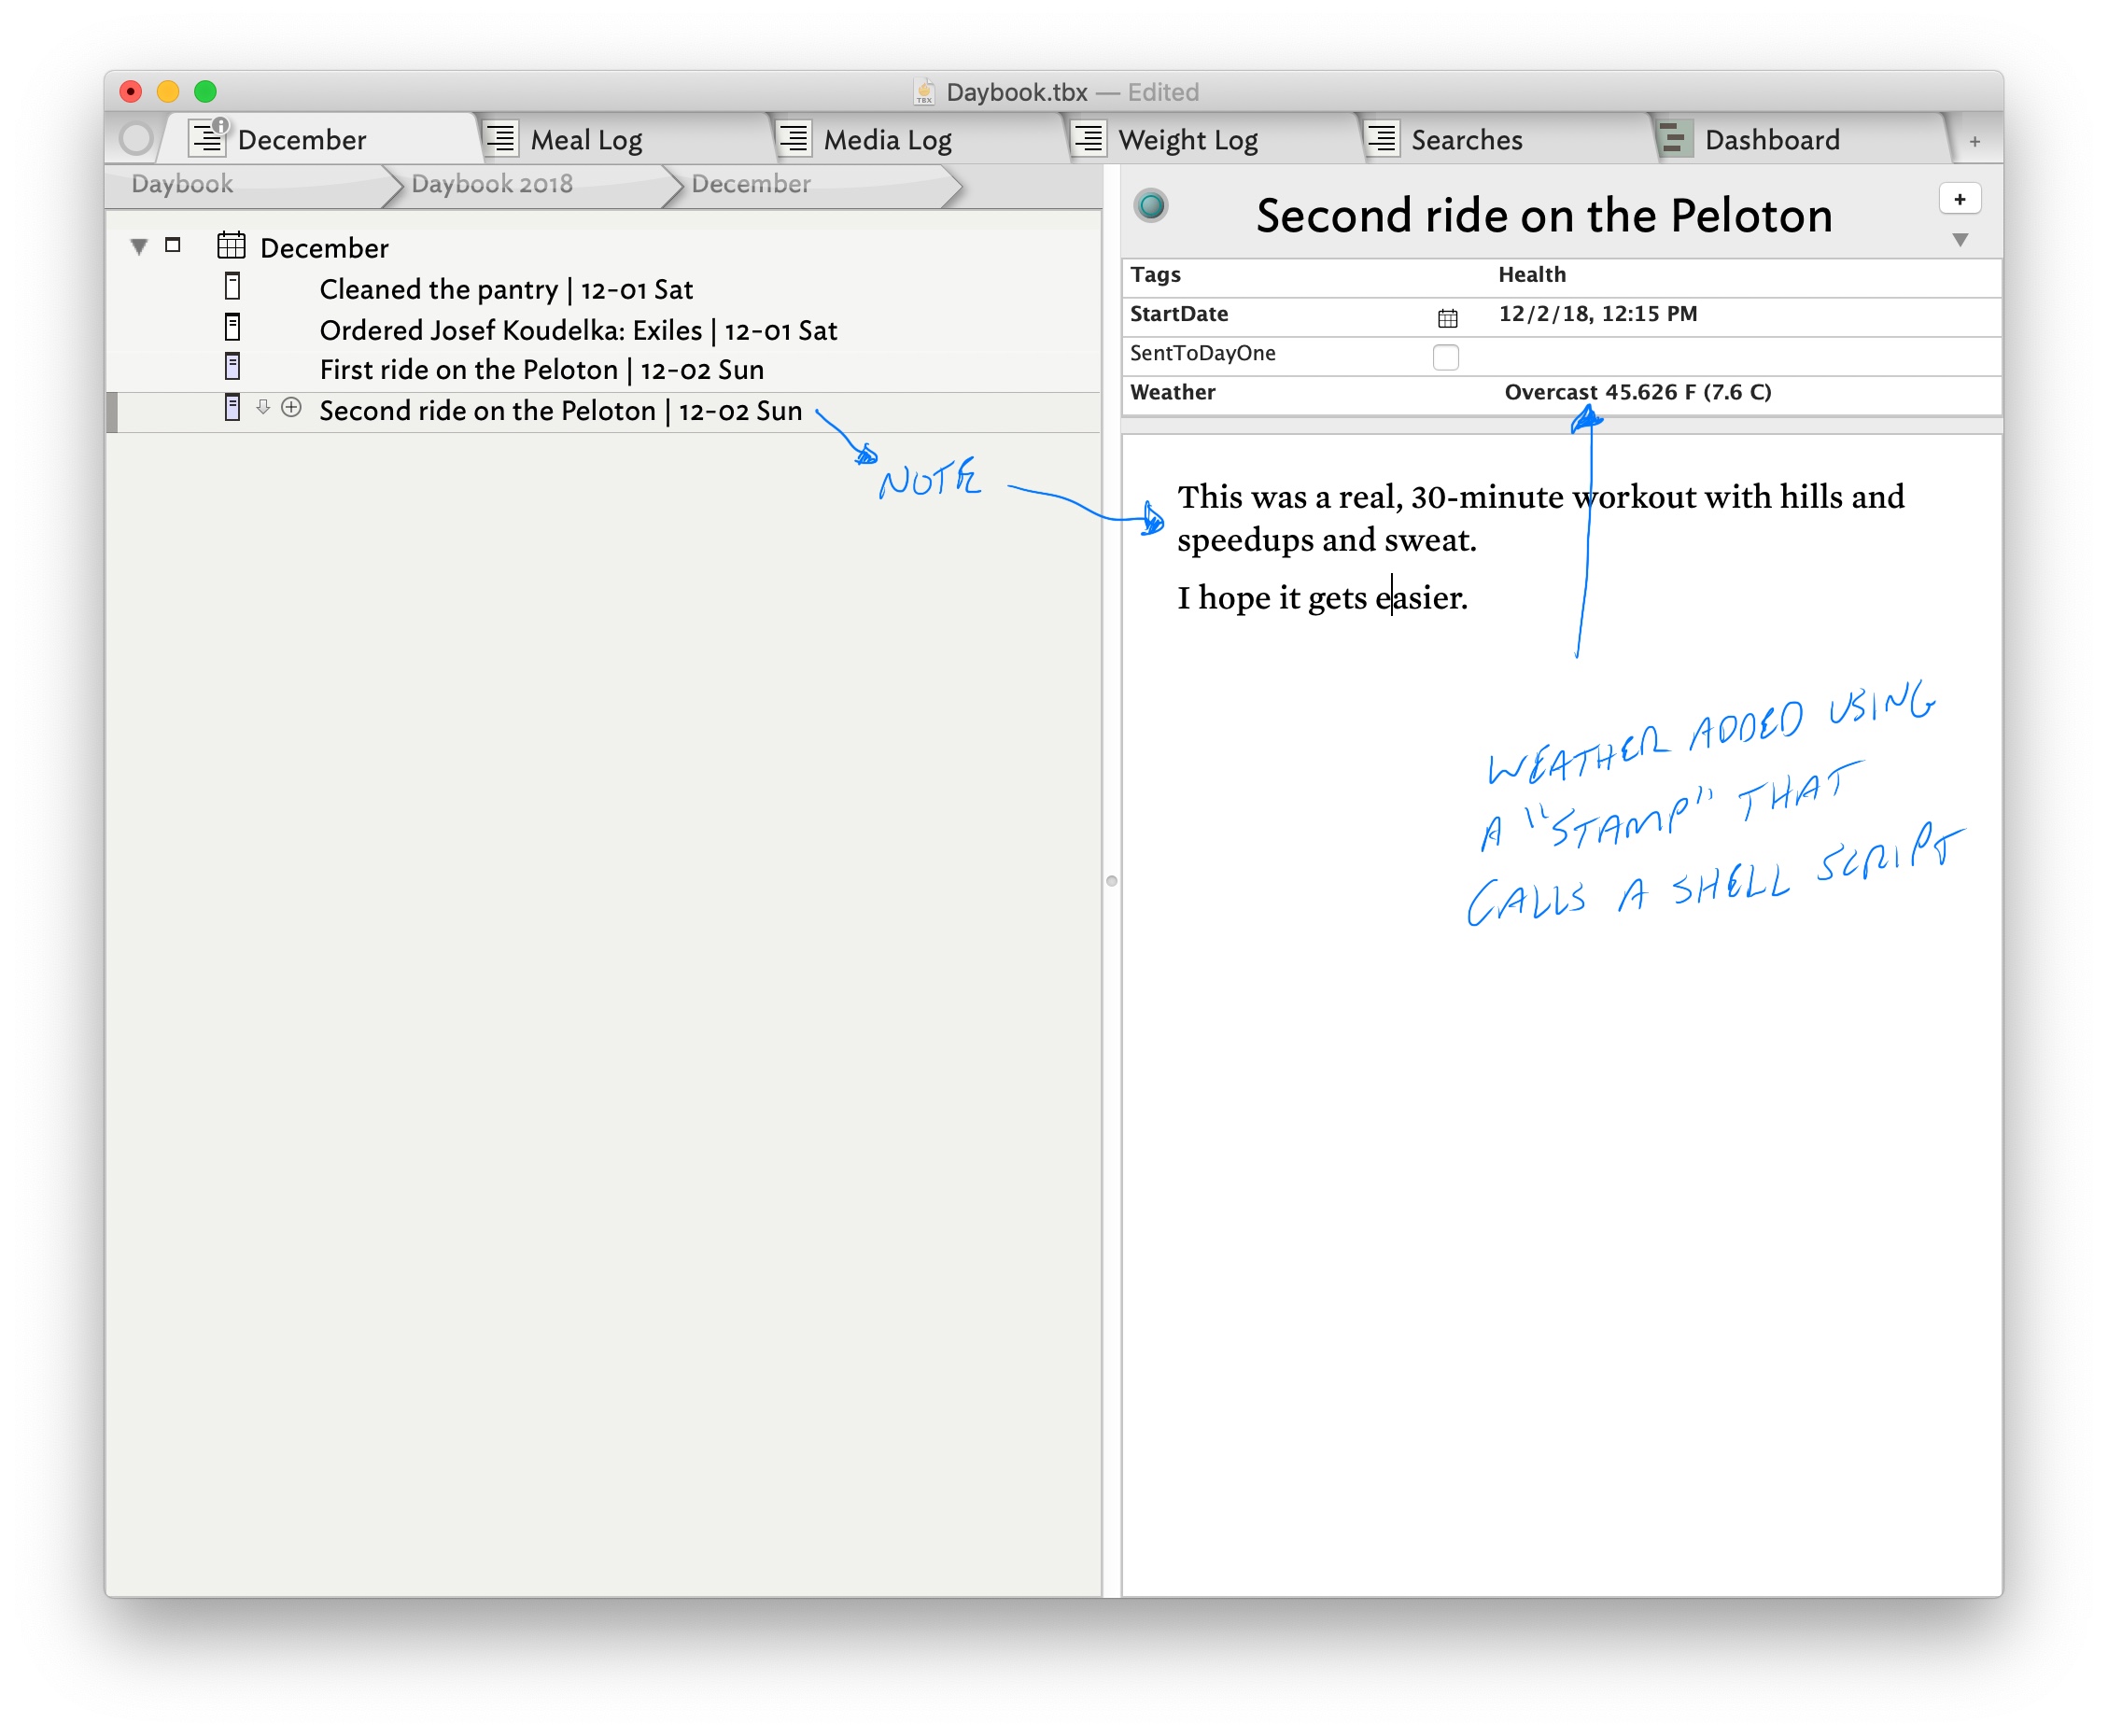 Daybook.tbx — Edited
December
Meal Log
Media Log
Weight Log
Searches
Dashboard
+
Daybook
Daybook 2018
December
December
Cleaned the pantry | 12-01 Sat
Ordered Josef Koudelka: Exiles | 12-01 Sat
First ride on the Peloton | 12-02 Sun
Second ride on the Peloton | 12-02 Sun
NOTE
Second ride on the Peloton
+
Tags Health
StartDate 12/2/18, 12:15 PM
SentToDayOne
Weather Overcast 45.626 F (7.6 C)
This was a real, 30-minute workout with hills and
speedups and sweat.
I hope it gets easier.
WEATHER ADDED USING
A "STAMP" THAT
CALLS A SHELL SCRIPT